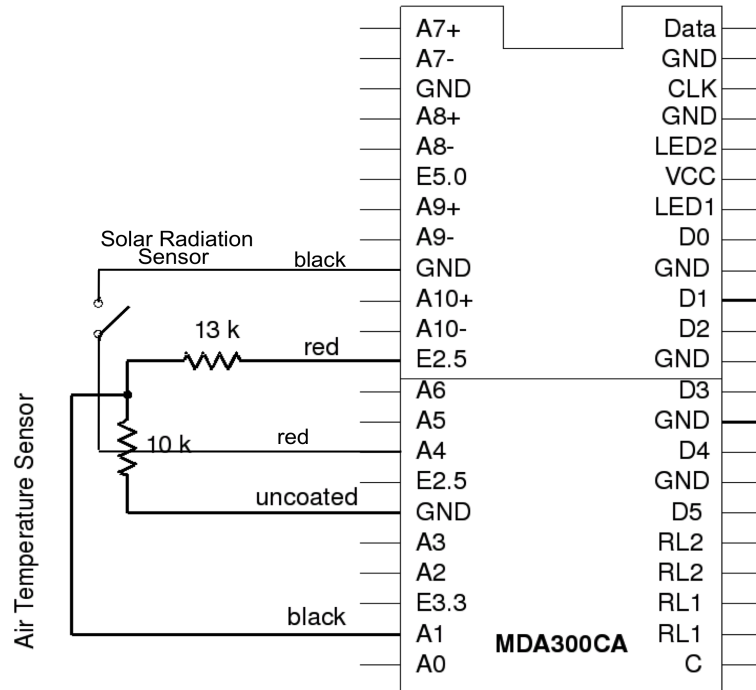 A7+
A7-
GND
A8+
A8-
E5.0
A9+
A9-
GND
A10+
A10-
E2.5
A6
A5
A4
E2.5
GND
A3
A2
E3.3
A1
A0
Data
GND
CLK
GND
LED2
VCC
LED1
D0
GND
D1
D2
GND
D3
GND
D4
GND
D5
RL2
RL2
RL1
RL1
C
MDA300CA
Solar Radiation
Sensor
black
13 k
red
10 k
red
uncoated
black
Air Temperature Sensor